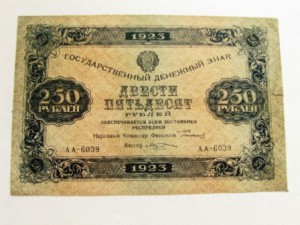 1923
ГОСУДАРСТВЕННЫЙ ДЕНЕЖНЫЙ ЗНАК
250
РУБЛЕЙ
ДВЕСТИ
ПЯТЬДЕСЯТ
РУБЛЕЙ
250
РУБЛЕЙ
ОБЕСПЕЧИВАЕТСЯ ВСЕМ ДОСТОЯНИЕМ
РЕСПУБЛИКИ
Народный Комиссар Финансов
Кассир
АА-6039
АА-6039
1923